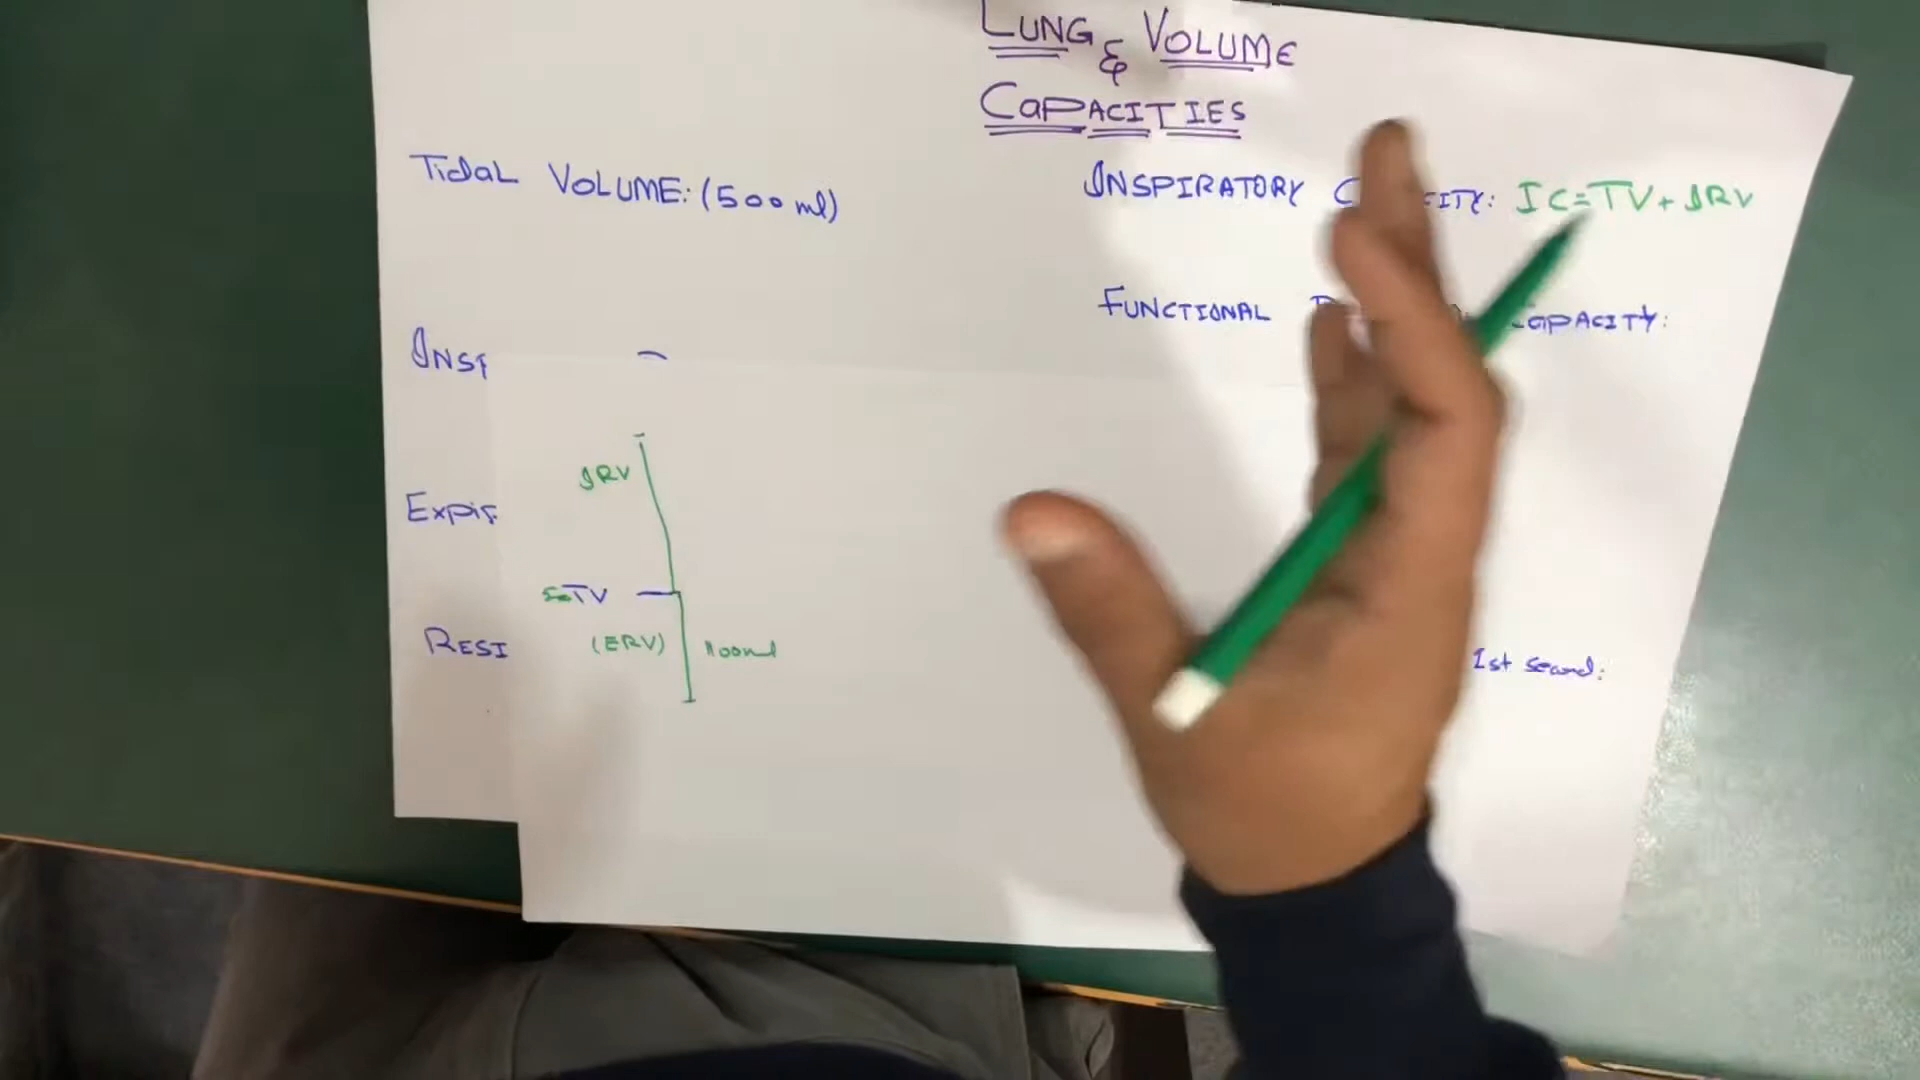 LUNG & VOLUME
CAPACITIES
TIDAL VOLUME: (500 ml)
INSPIRATORY C CITY: IC=TV+IRV
FUNCTIONAL CAPACITY:
INSP
IRV
EXPIR
TV
RESI
(ERV)
1st second: